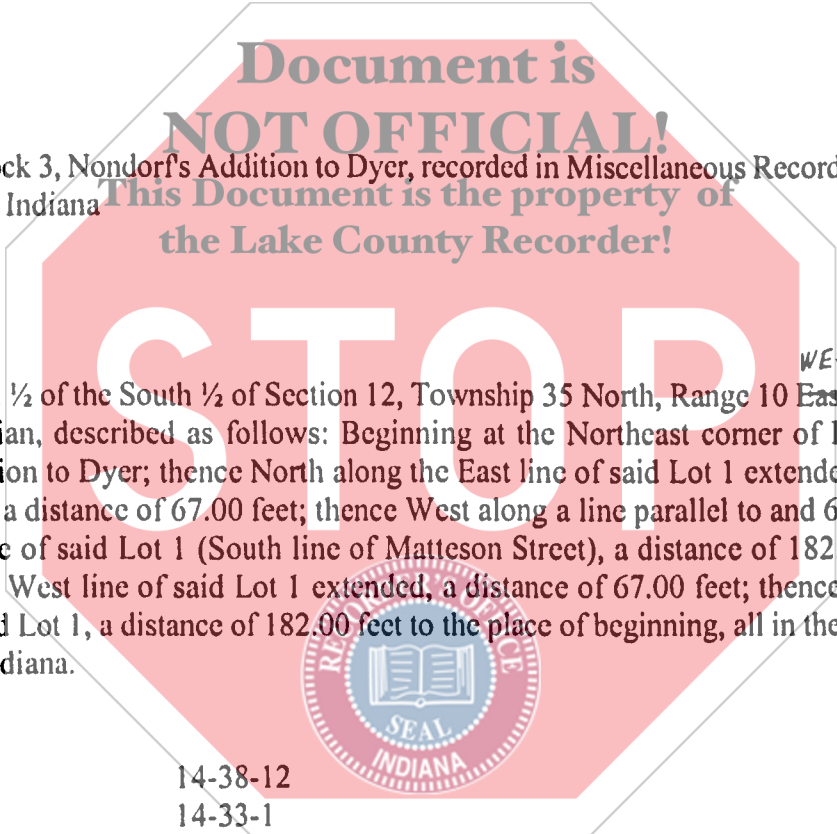 Document is
NOT OFFICIAL!
ck 3, Nondorf's Addition to Dyer, recorded in Miscellaneous Record
This Document is the property of
Indiana
the Lake County Recorder!
STOP
WE
½ of the South ½ of Section 12, Township 35 North, Range 10 Eas
ian, described as follows: Beginning at the Northeast corner of
ion to Dyer; thence North along the East line of said Lot 1 extende
a distance of 67.00 feet; thence West along a line parallel to and 6
e of said Lot 1 (South line of Matteson Street), a distance of 182
West line of said Lot 1 extended, a distance of 67.00 feet; thence
d Lot 1, a distance of 182.00 feet to the place of beginning, all in the
diana.
RECORDER'S OFFICE
SEAL
INDIANA
14-38-12
14-33-1